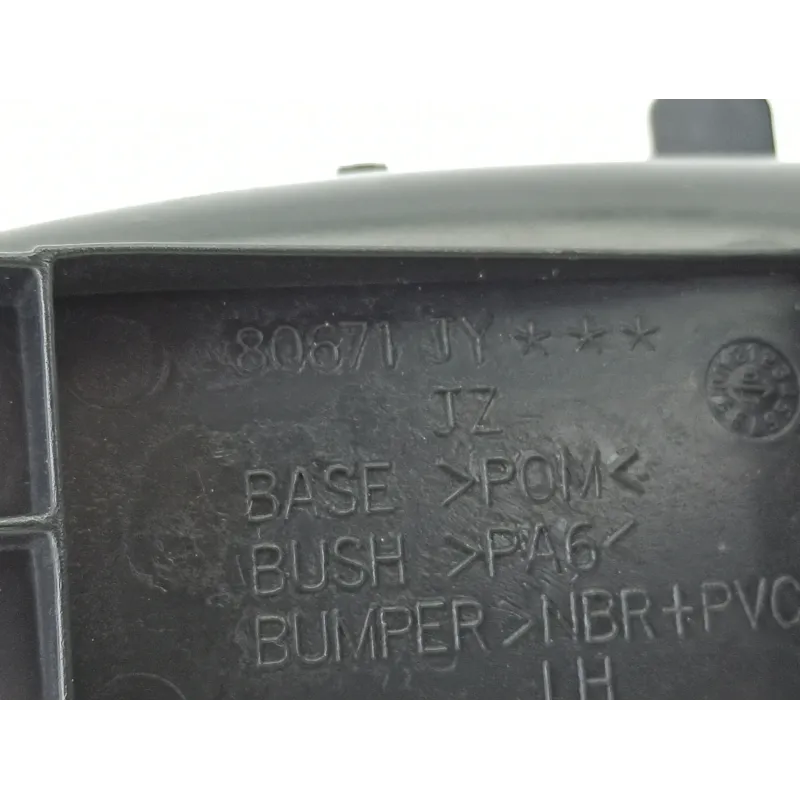 80671 JY***
JZ
BASE >POM<
BUSH >PA6<
BUMPER >NBR+PVC
LH